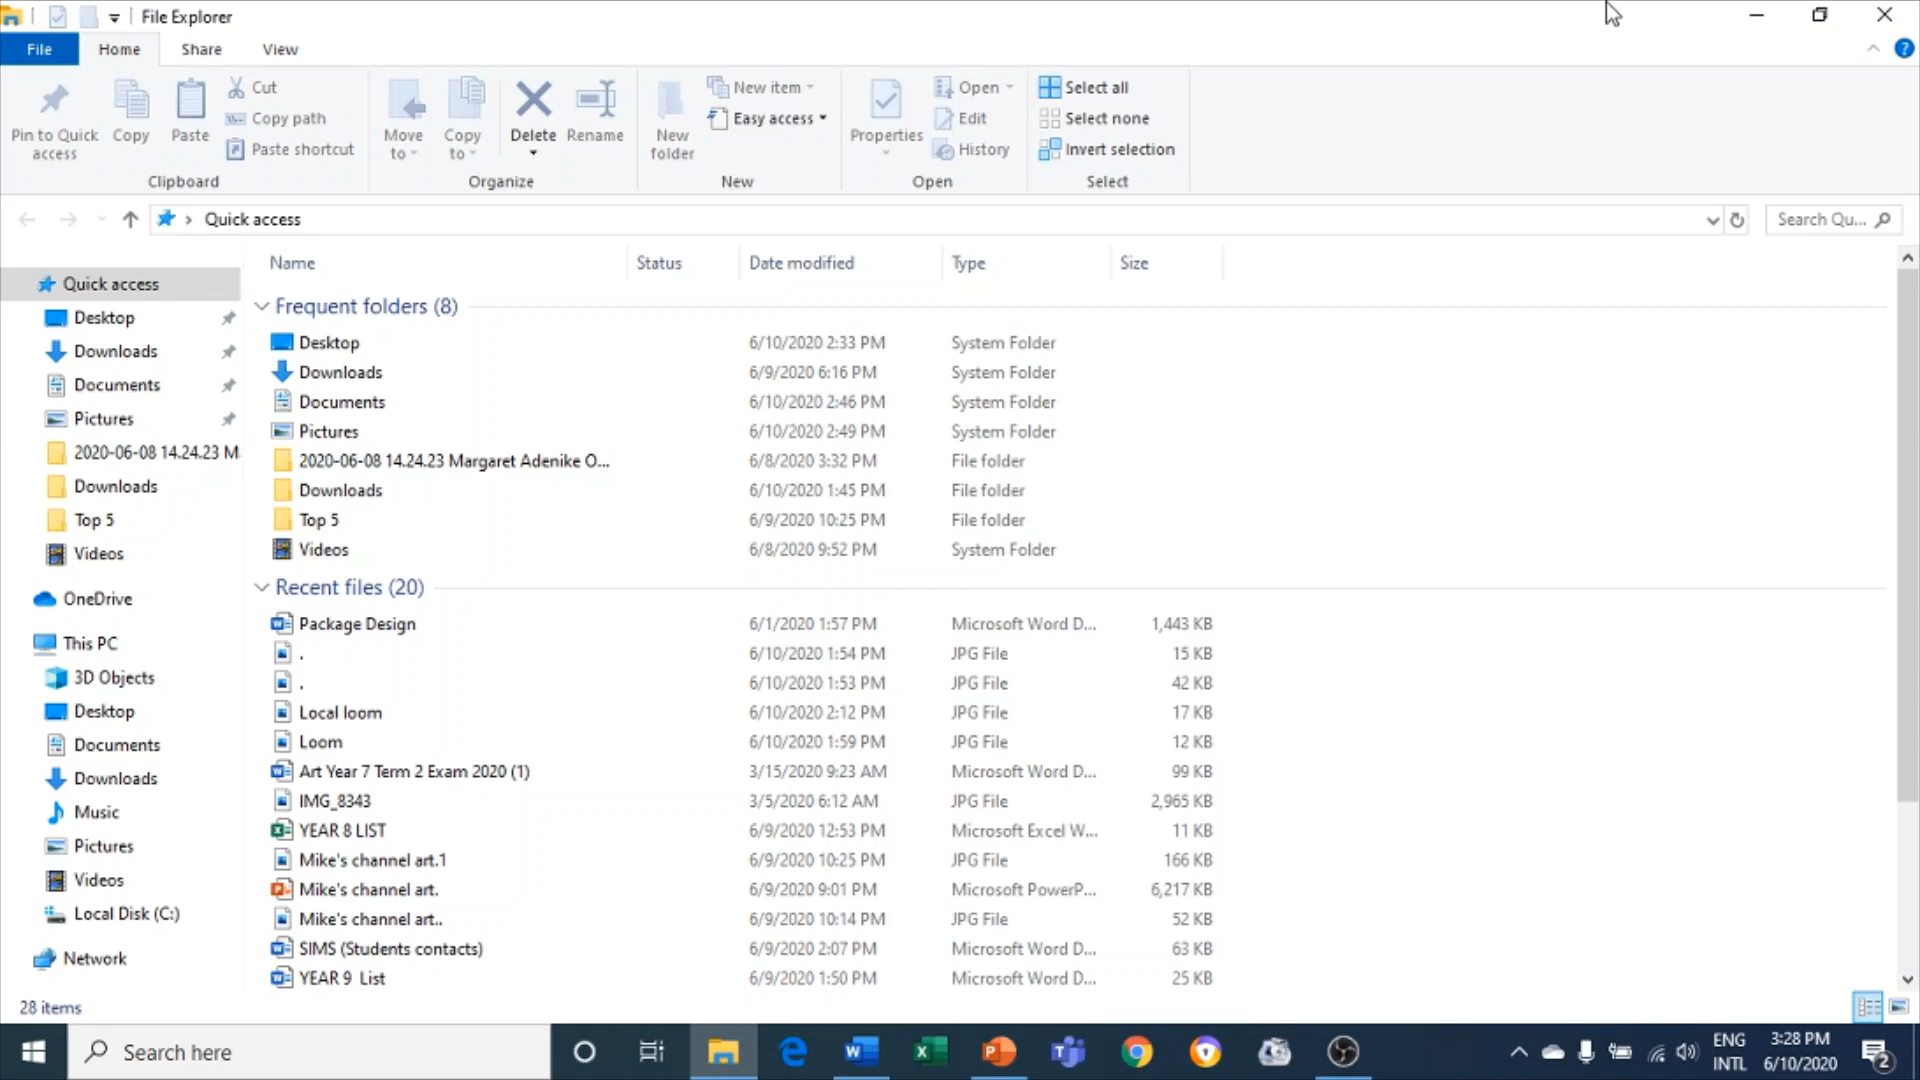 File Explorer
File Home Share View
Pin to Quick access
Copy
Paste
Cut
Copy path
Paste shortcut
Clipboard
Move to
Copy to
Delete
Rename
Organize
New folder
New item
Easy access
New
Properties
Open
Edit
History
Open
Select all
Select none
Invert selection
Select
Quick access
Search Qu...
Quick access
Desktop
Downloads
Documents
Pictures
2020-06-08 14.24.23 M
Downloads
Top 5
Videos
OneDrive
This PC
3D Objects
Desktop
Documents
Downloads
Music
Pictures
Videos
Local Disk (C:)
Network
Name Status Date modified Type Size
Frequent folders (8)
Desktop 6/10/2020 2:33 PM System Folder
Downloads 6/9/2020 6:16 PM System Folder
Documents 6/10/2020 2:46 PM System Folder
Pictures 6/10/2020 2:49 PM System Folder
2020-06-08 14.24.23 Margaret Adenike O... 6/8/2020 3:32 PM File folder
Downloads 6/10/2020 1:45 PM File folder
Top 5 6/9/2020 10:25 PM File folder
Videos 6/8/2020 9:52 PM System Folder
Recent files (20)
Package Design 6/1/2020 1:57 PM Microsoft Word D... 1,443 KB
. 6/10/2020 1:54 PM JPG File 15 KB
. 6/10/2020 1:53 PM JPG File 42 KB
Local loom 6/10/2020 2:12 PM JPG File 17 KB
Loom 6/10/2020 1:59 PM JPG File 12 KB
Art Year 7 Term 2 Exam 2020 (1) 3/15/2020 9:23 AM Microsoft Word D... 99 KB
IMG_8343 3/5/2020 6:12 AM JPG File 2,965 KB
YEAR 8 LIST 6/9/2020 12:53 PM Microsoft Excel W... 11 KB
Mike's channel art.1 6/9/2020 10:25 PM JPG File 166 KB
Mike's channel art. 6/9/2020 9:01 PM Microsoft PowerP... 6,217 KB
Mike's channel art.. 6/9/2020 10:14 PM JPG File 52 KB
SIMS (Students contacts) 6/9/2020 2:07 PM Microsoft Word D... 63 KB
YEAR 9 List 6/9/2020 1:50 PM Microsoft Word D... 25 KB
28 items
Search here
ENG
INTL
3:28 PM
6/10/2020
2